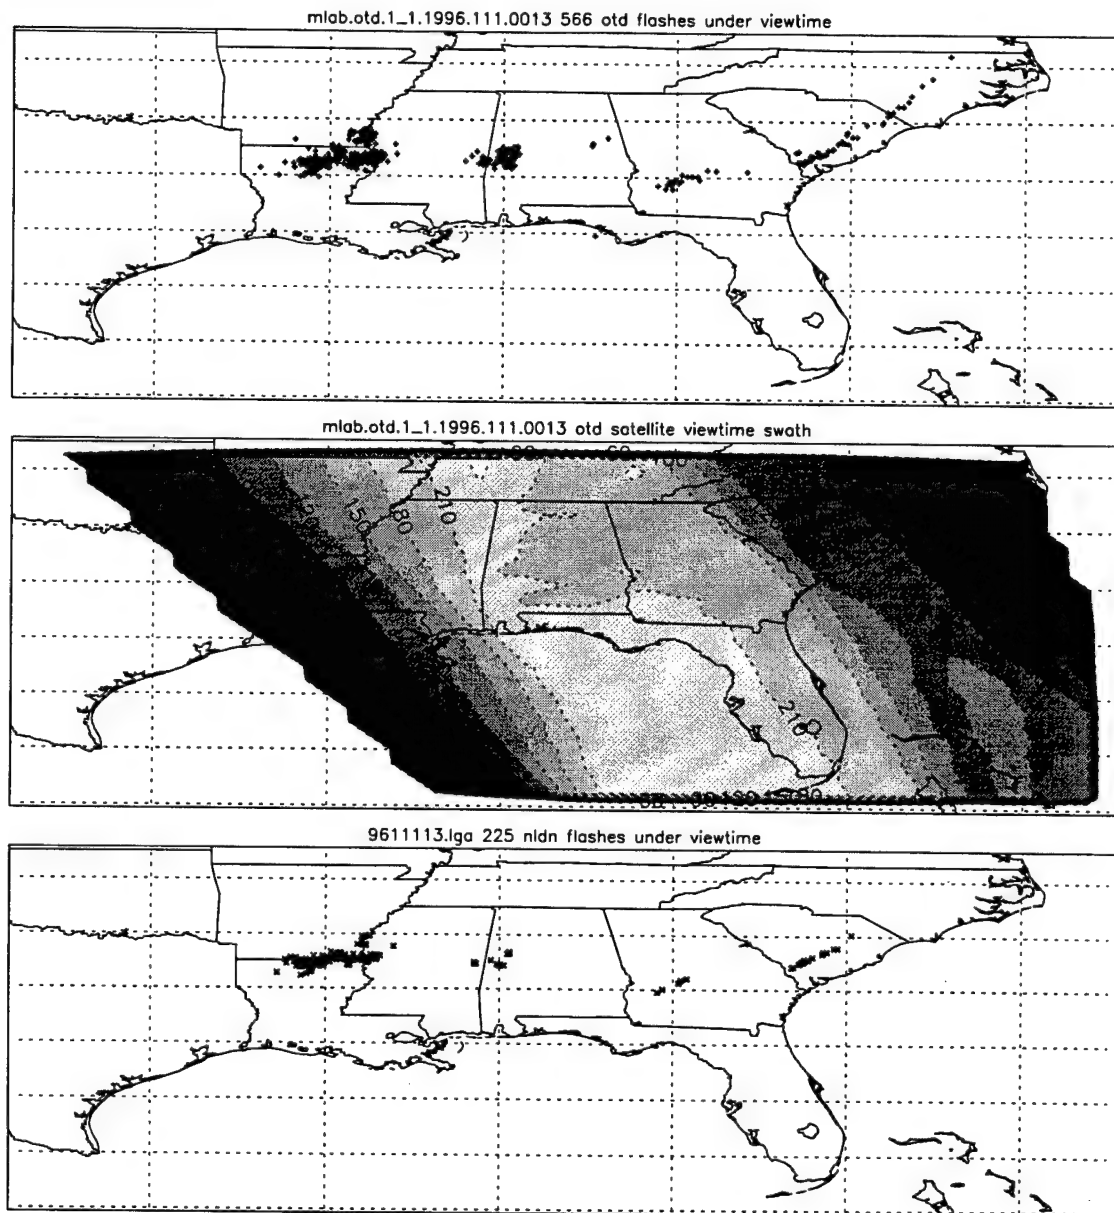 mlab.otd.1_1.1996.111.0013 566 otd flashes under viewtime
mlab.otd.1_1.1996.111.0013 otd satellite viewtime swath
150
180
210
60
210
9611113.lga 225 nldn flashes under viewtime